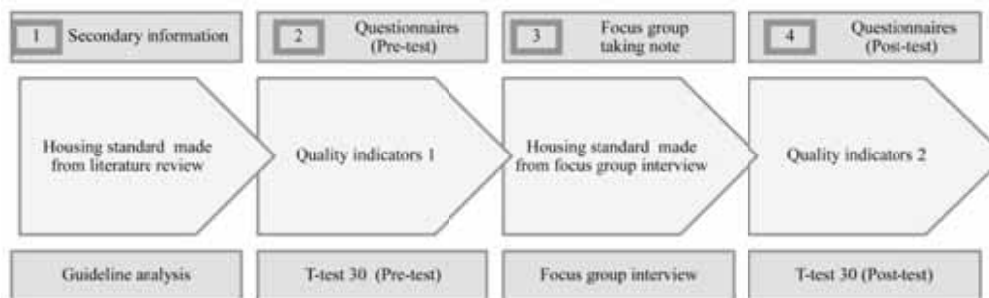 1 Secondary information
2 Questionnaires
(Pre-test)
3 Focus group
taking note
4 Questionnaires
(Post-test)
Housing standard made
from literature review
Quality indicators 1
Housing standard made
from focus group interview
Quality indicators 2
Guideline analysis
T-test 30 (Pre-test)
Focus group interview
T-test 30 (Post-test)